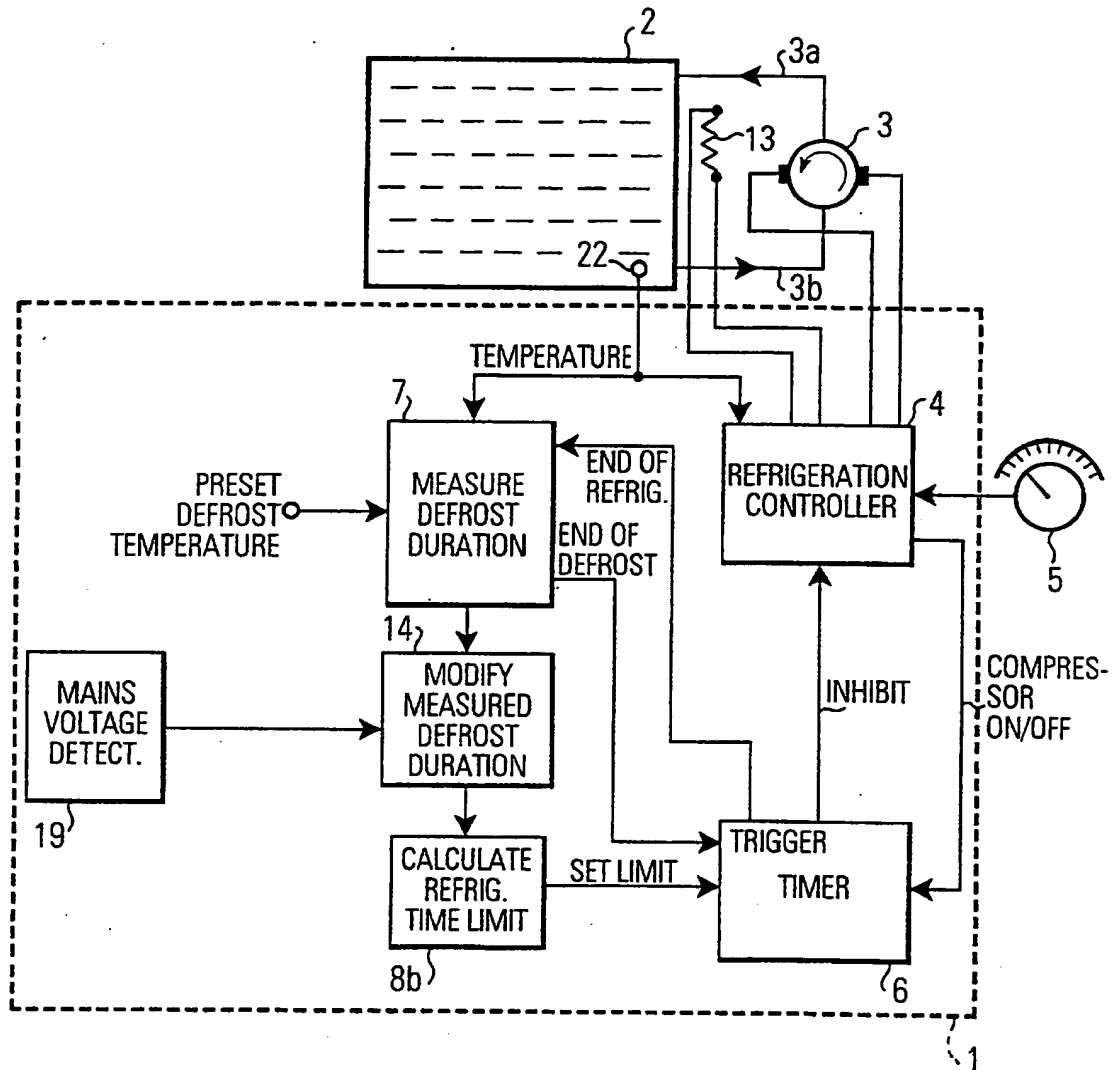 2
3a
13
3
22
3b
TEMPERATURE
7
4
PRESET
DEFROST
TEMPERATURE
MEASURE
DEFROST
DURATION
END OF
REFRIG.
END OF
DEFROST
REFRIGERATION
CONTROLLER
5
14
MAINS
VOLTAGE
DETECT.
19
MODIFY
MEASURED
DEFROST
DURATION
INHIBIT
COMPRES-
SOR
ON/OFF
CALCULATE
REFRIG.
TIME LIMIT
8b
SET LIMIT
TRIGGER
TIMER
6
1